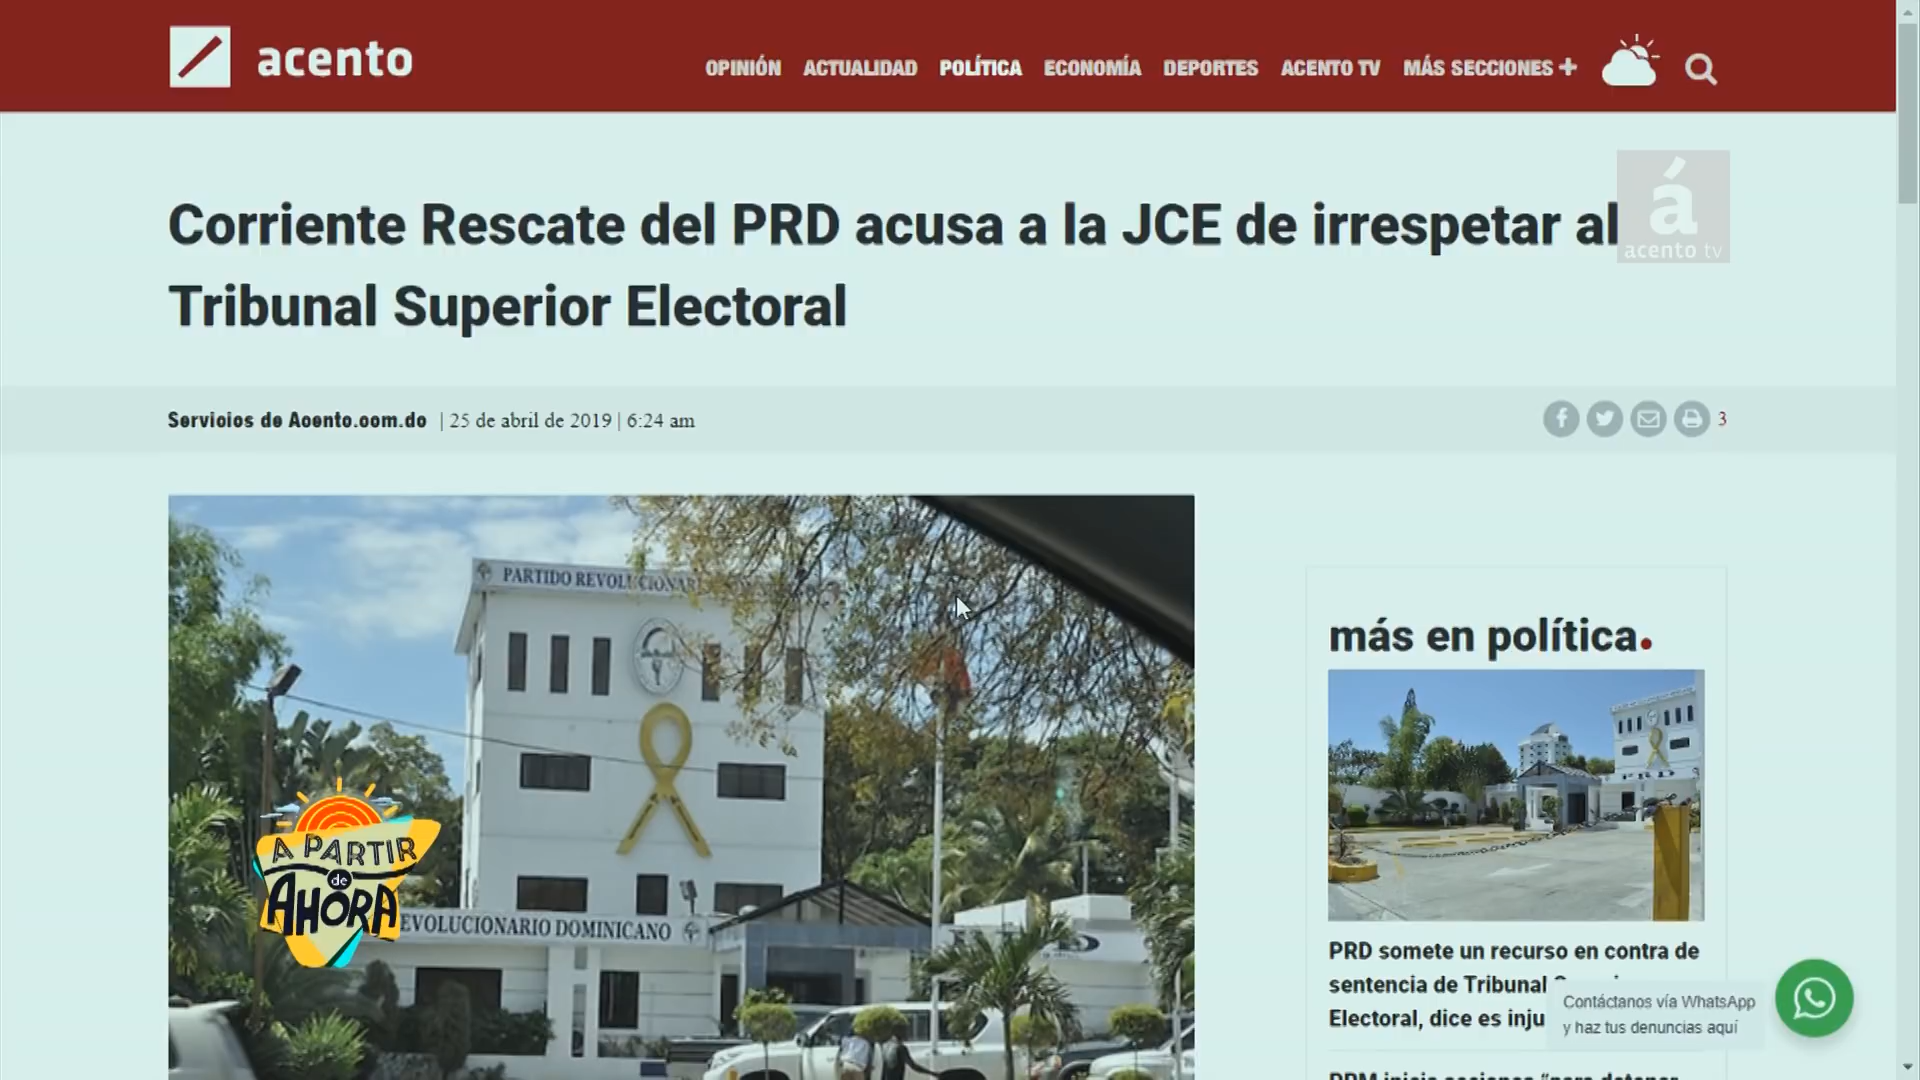 acento
OPINIÓN ACTUALIDAD POLÍTICA ECONOMÍA DEPORTES ACENTO TV MÁS SECCIONES +
Corriente Rescate del PRD acusa a la JCE de irrespetar al
Tribunal Superior Electoral
á
acento tv
Servicios de Acento.com.do | 25 de abril de 2019 | 6:24 am
3
PARTIDO REVOLUCIONARI
EVOLUCIONARIO DOMINICANO
A PARTIR
de
AHORA
más en política.
PRD somete un recurso en contra de
sentencia de Tribunal
Electoral, dice es inju
Contáctanos vía WhatsApp
y haz tus denuncias aquí